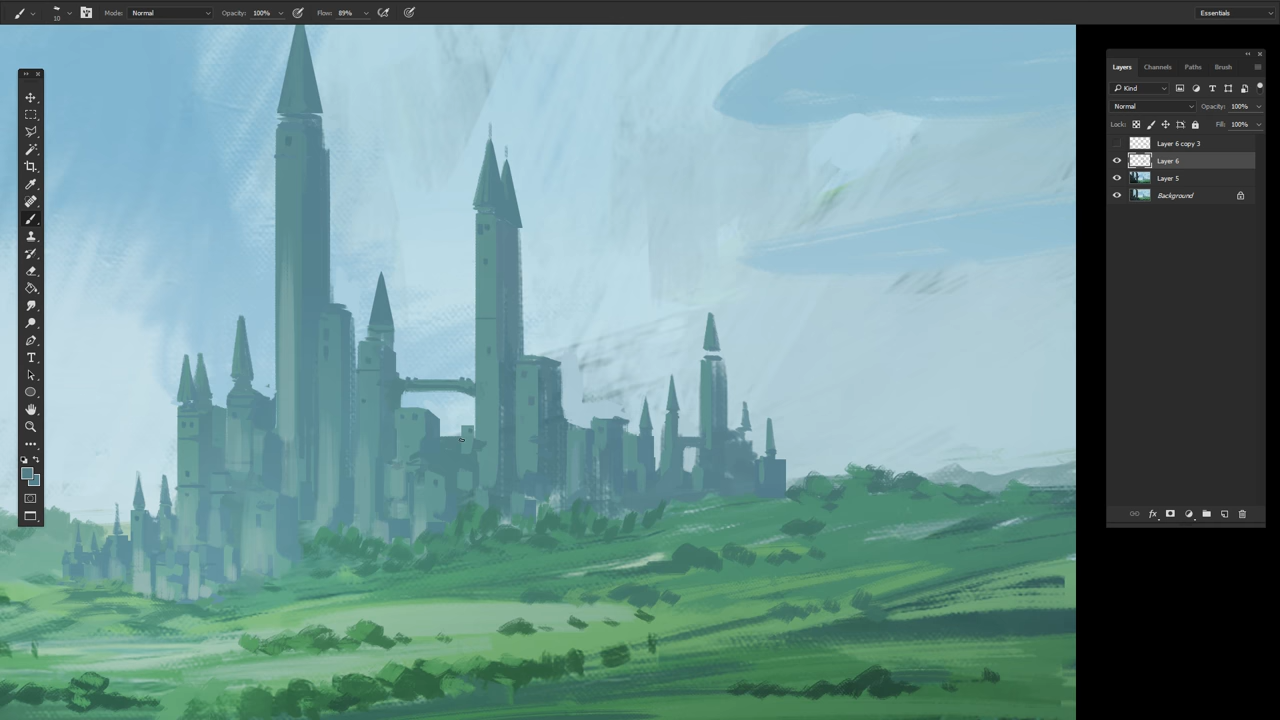 Mode: Normal Opacity: 100% Flow: 89% Essentials
10
Layers Channels Paths Brush
Kind
Normal Opacity: 100%
Lock: Fill: 100%
Layer 6 copy 3
Layer 6
Layer 5
Background